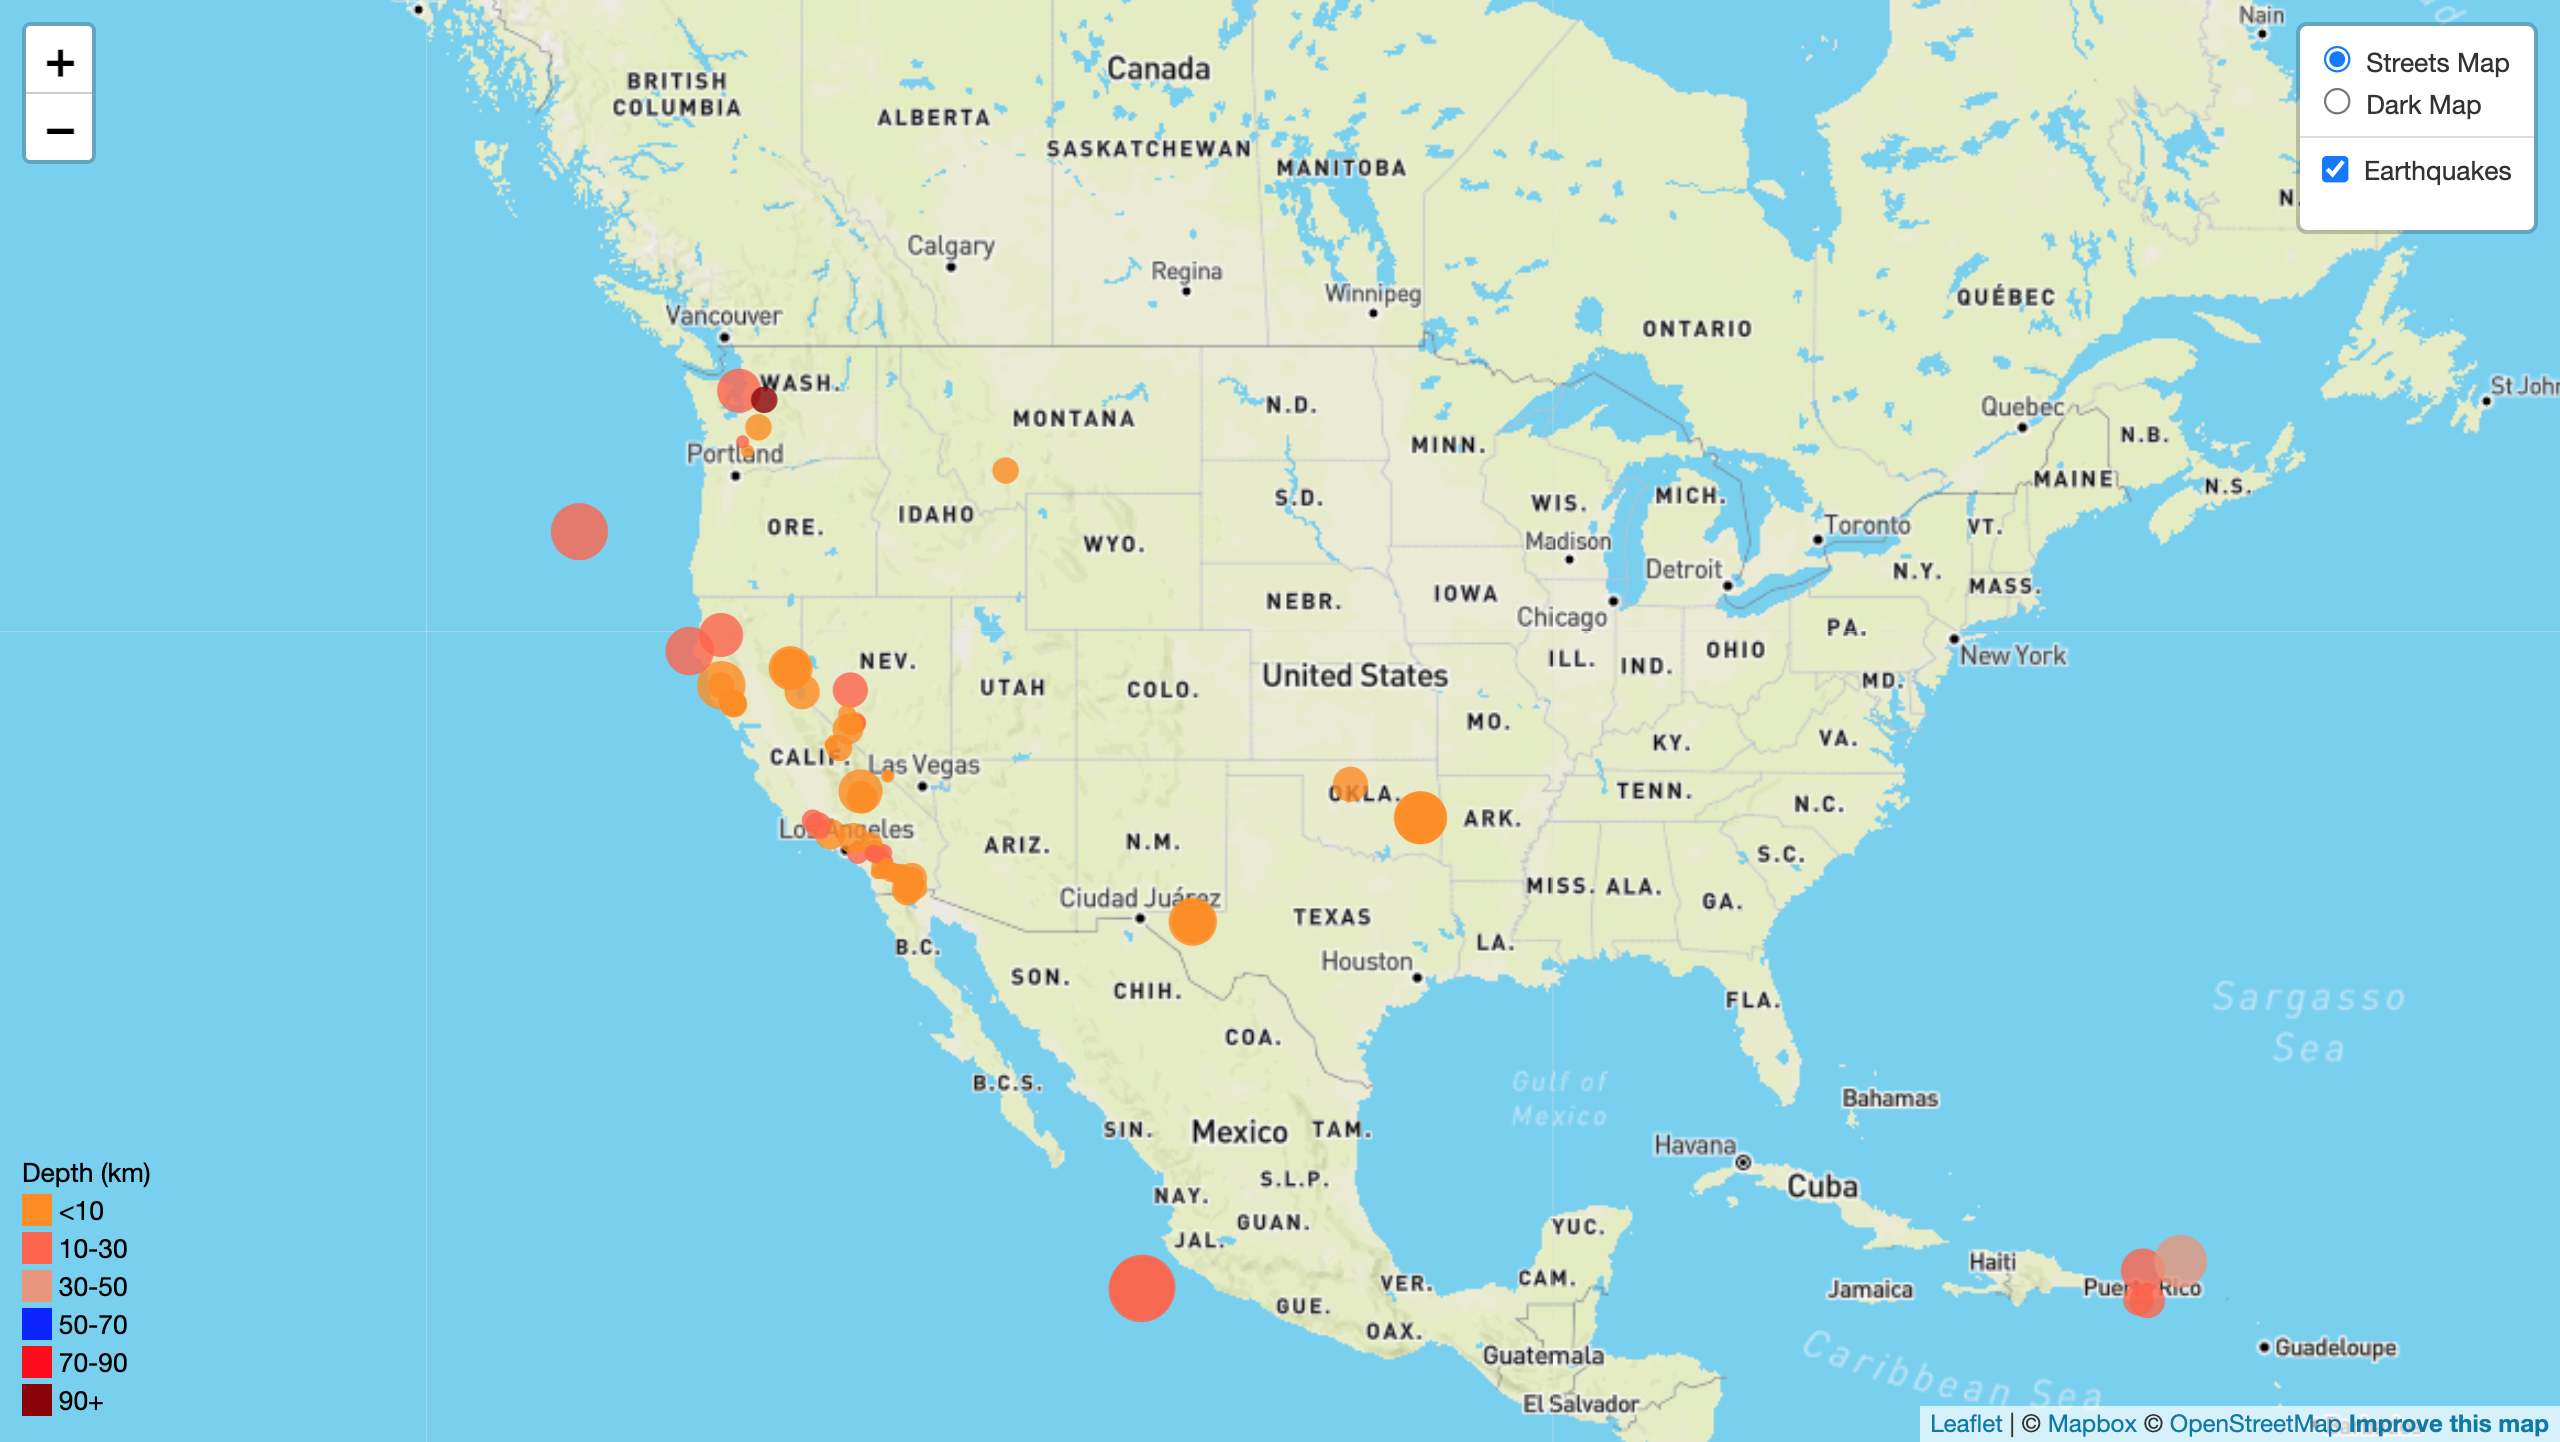 +
−
Streets Map
Dark Map
Earthquakes
Nain
Canada
BRITISH
COLUMBIA
ALBERTA
SASKATCHEWAN
MANITOBA
N.
Calgary
Regina
Winnipeg
QUÉBEC
ONTARIO
Vancouver
WASH.
St John
MONTANA
N.D.
Quebec
N.B.
MINN.
Portland
MAINE
N.S.
IDAHO
S.D.
WIS.
MICH.
ORE.
Toronto
VT.
WYO.
Madison
Detroit
N.Y.
MASS.
NEBR.
IOWA
Chicago
PA.
NEV.
UTAH
COLO.
United States
ILL.
IND.
OHIO
New York
MD.
MO.
KY.
VA.
CALIF.
Las Vegas
OKLA.
ARK.
TENN.
N.C.
Los Angeles
ARIZ.
N.M.
S.C.
MISS.
ALA.
GA.
Ciudad Juárez
TEXAS
LA.
B.C.
Houston
SON.
CHIH.
FLA.
Sargasso
Sea
COA.
B.C.S.
Gulf of
Mexico
Bahamas
SIN.
Mexico
TAM.
Havana
S.L.P.
Cuba
NAY.
GUAN.
YUC.
JAL.
Haiti
Puerto Rico
VER.
CAM.
Jamaica
GUE.
OAX.
Guatemala
Guadeloupe
Caribbean Sea
El Salvador
Depth (km)
<10
10-30
30-50
50-70
70-90
90+
Leaflet | © Mapbox © OpenStreetMap Improve this map